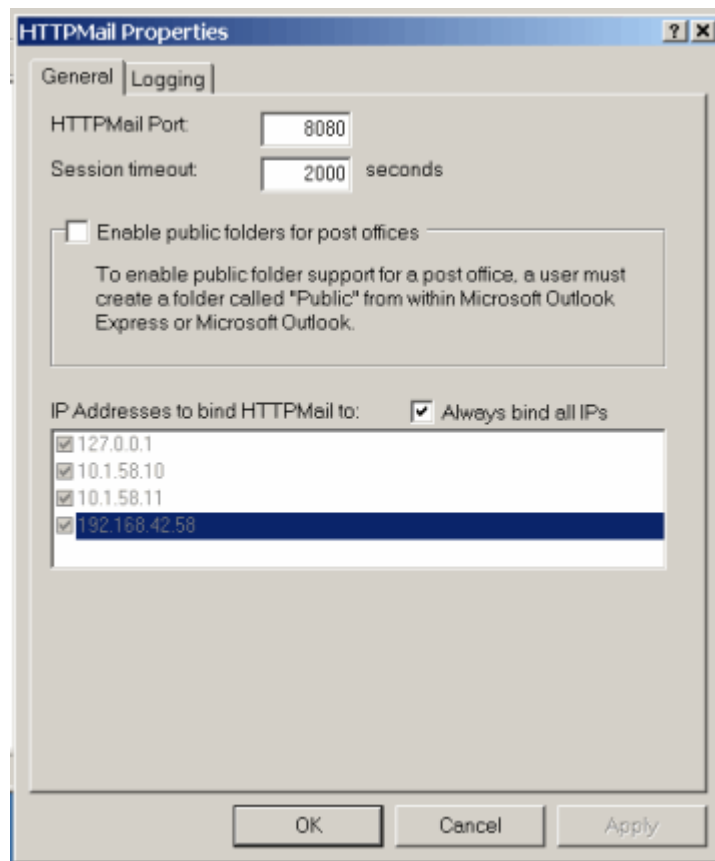 HTTPMail Properties
General Logging
HTTPMail Port: 8080
Session timeout: 2000 seconds
Enable public folders for post offices
To enable public folder support for a post office, a user must
create a folder called "Public" from within Microsoft Outlook
Express or Microsoft Outlook.
IP Addresses to bind HTTPMail to: Always bind all IPs
127.0.0.1
10.1.58.10
10.1.58.11
192.168.42.58
OK Cancel Apply